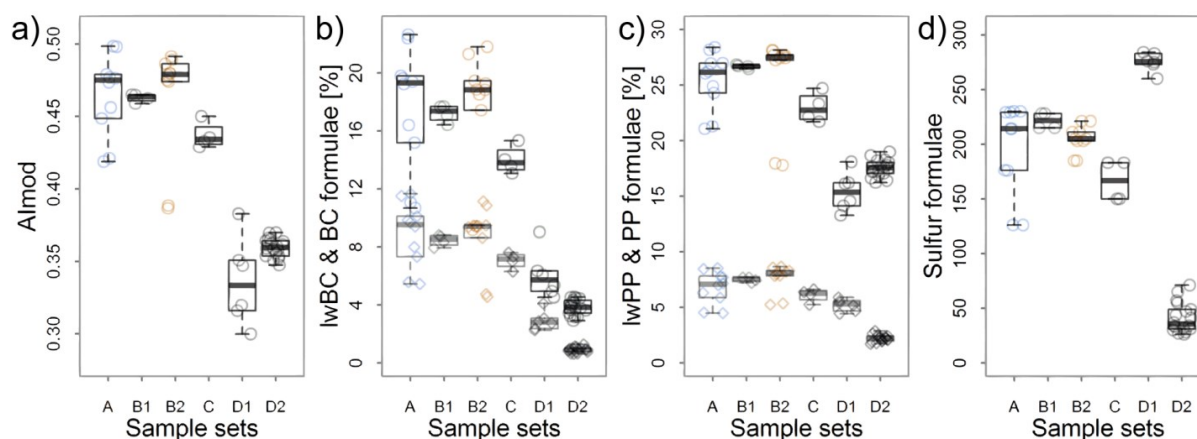 a)
AImod
0.50
0.45
0.40
0.35
0.30
A B1 B2 C D1 D2
Sample sets
b)
lwBC & BC formulae [%]
20
16
12
8
4
0
A B1 B2 C D1 D2
Sample sets
c)
lwPP & PP formulae [%]
30
25
20
15
10
5
0
A B1 B2 C D1 D2
Sample sets
d)
Sulfur formulae
300
250
200
150
100
50
0
A B1 B2 C D1 D2
Sample sets